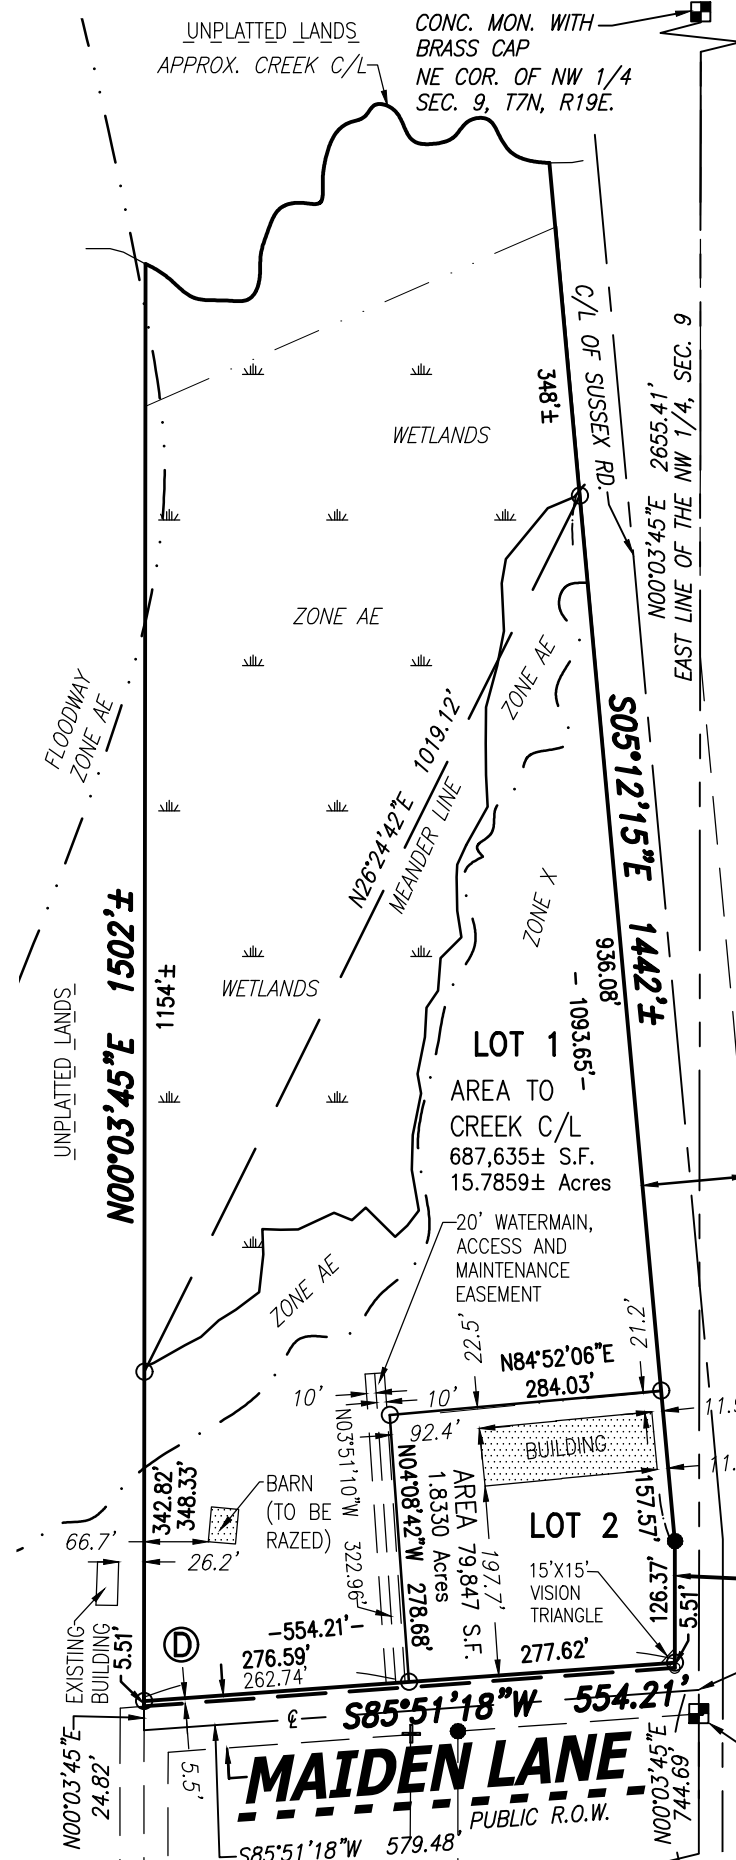 UNPLATTED LANDS
APPROX. CREEK C/L
CONC. MON. WITH
BRASS CAP
NE COR. OF NW 1/4
SEC. 9, T7N, R19E.
C/L OF SUSSEX RD.
348'±
WETLANDS
N00°03'45"E 2655.41'
EAST LINE OF THE NW 1/4, SEC. 9
ZONE AE
ZONE AE
FLOODWAY
ZONE AE
N26°24'42"E 1019.12'
MEANDER LINE
S05°12'15"E 1442'±
ZONE X
N00°03'45"E 1502'±
1154'±
936.08'
-1093.65'-
WETLANDS
UNPLATTED LANDS
LOT 1
AREA TO
CREEK C/L
687,635± S.F.
15.7859± Acres
20' WATERMAIN,
ACCESS AND
MAINTENANCE
EASEMENT
ZONE AE
22.5'
21.2'
N84°52'06"E
284.03'
10'
10'
92.4'
N03°51'10"W 322.96'
BUILDING
N04°08'42"W 278.68'
AREA 79,847 S.F.
1.8330 Acres
197.7'
157.57'
342.82'
348.33'
BARN
(TO BE
RAZED)
LOT 2
66.7'
26.2'
15'X15'
VISION
TRIANGLE
126.37'
5.51'
EXISTING
BUILDING
5.51'
D
-554.21'-
276.59'
262.74'
277.62'
S85°51'18"W 554.21'
N00°03'45"E
24.82'
5.5'
MAIDEN LANE
PUBLIC R.O.W.
N00°03'45"E
744.69'
S85°51'18"W 579.48'